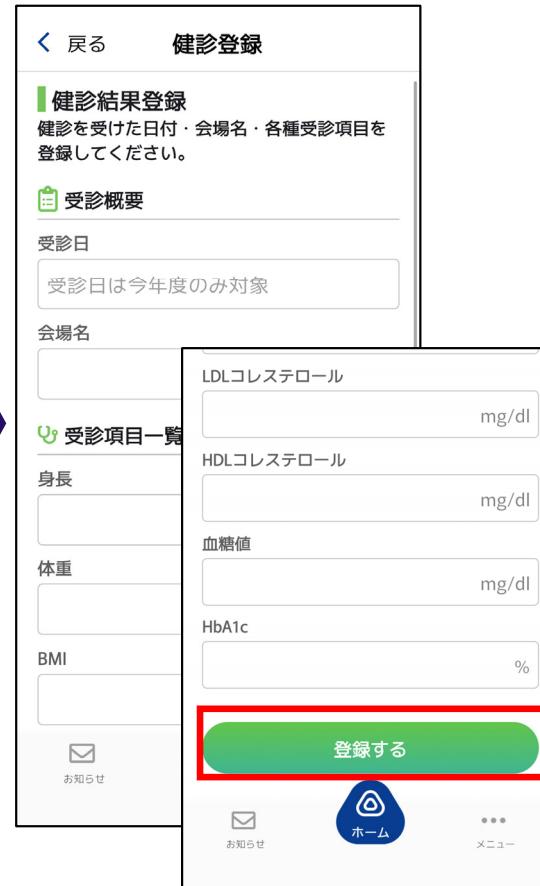 戻る 健診登録
健診結果登録
健診を受けた日付・会場名・各種受診項目を
登録してください。
受診概要
受診日
受診日は今年度のみ対象
会場名
受診項目一覧
身長
体重
BMI
お知らせ
LDLコレステロール
mg/dl
HDLコレステロール
mg/dl
血糖値
mg/dl
HbA1c
%
登録する
お知らせ ホーム メニュー